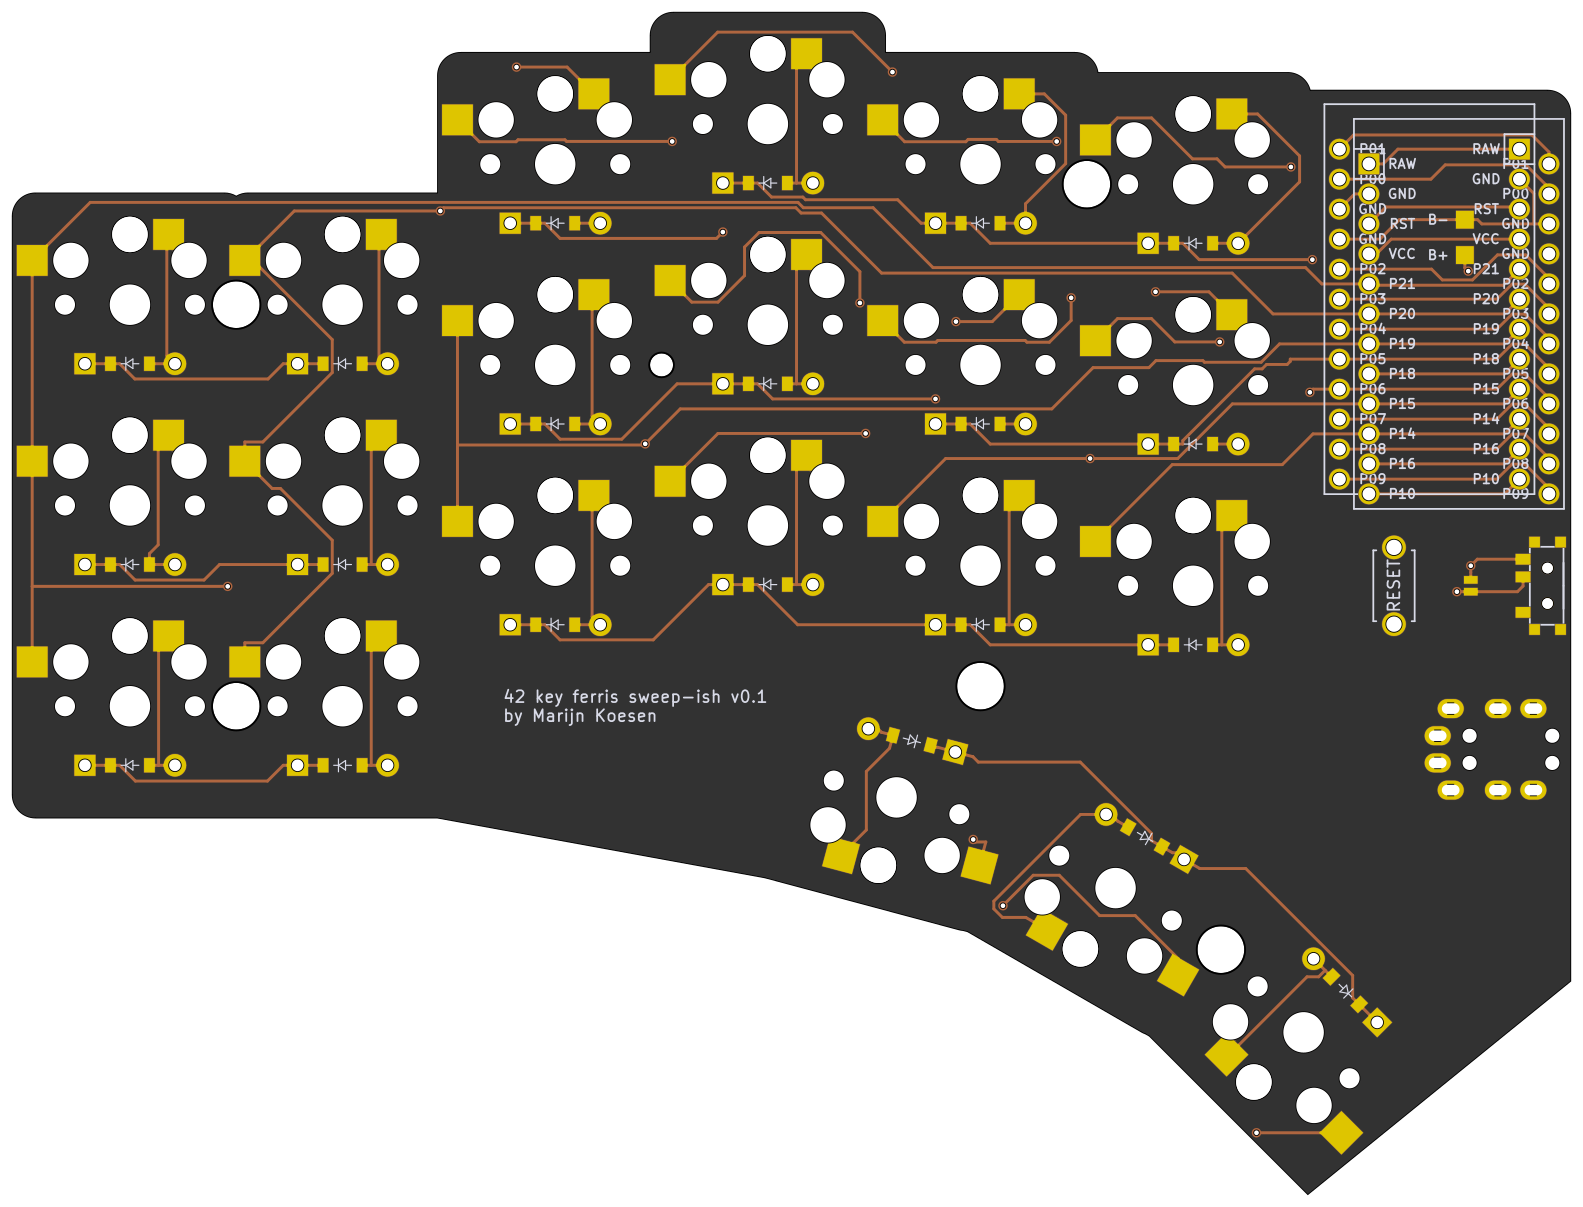 P01 RAW
RAW P01
P00 GND
GND P00
GND RST
RST B- GND
GND VCC
VCC B+ GND
P02 P21
P21 P02
P03 P20
P20 P03
P04 P19
P19 P04
P05 P18
P18 P05
P06 P15
P15 P06
P07 P14
P14 P07
P08 P16
P16 P08
P09 P10
P10 P09
RESET
42 key ferris sweep-ish v0.1
by Marijn Koesen